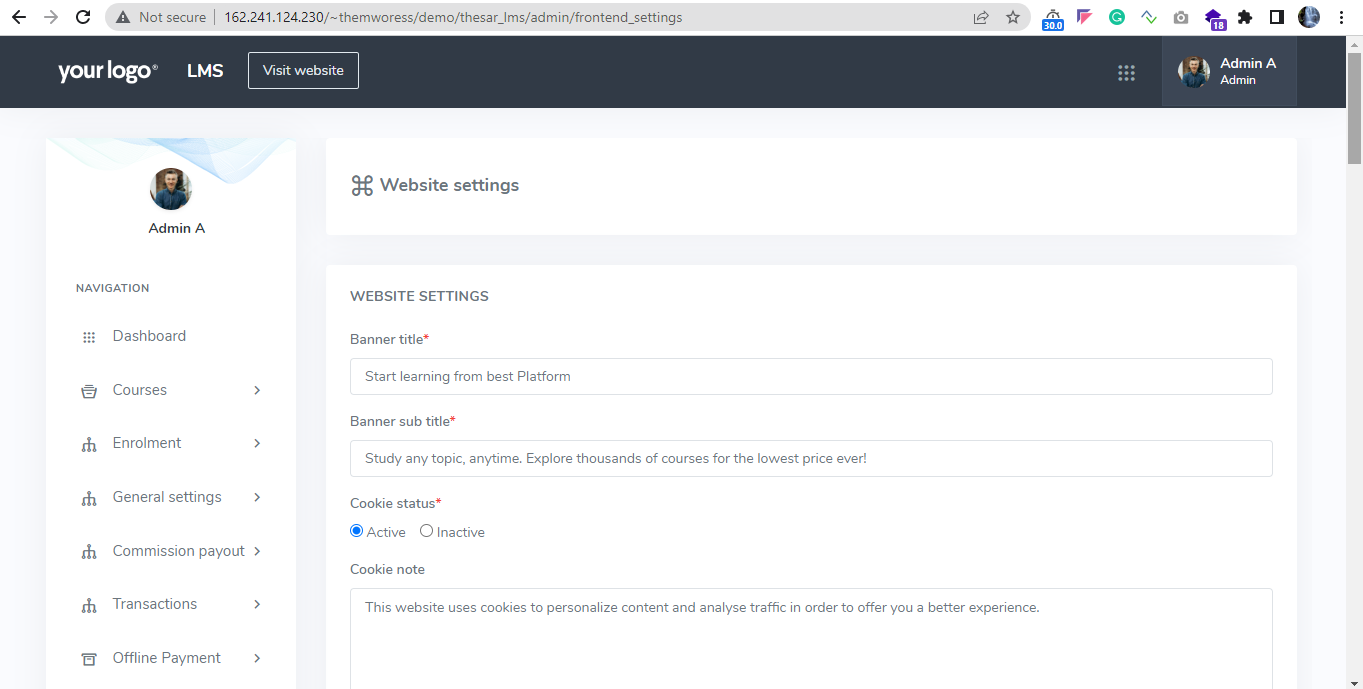 Not secure
162.241.124.230/~themworess/demo/thesar_lms/admin/frontend_settings
30.0
18
your logo®
LMS
Visit website
Admin A
Admin
Admin A
NAVIGATION
Dashboard
Courses
Enrolment
General settings
Commission payout
Transactions
Offline Payment
Website settings
WEBSITE SETTINGS
Banner title*
Start learning from best Platform
Banner sub title*
Study any topic, anytime. Explore thousands of courses for the lowest price ever!
Cookie status*
Active Inactive
Cookie note
This website uses cookies to personalize content and analyse traffic in order to offer you a better experience.